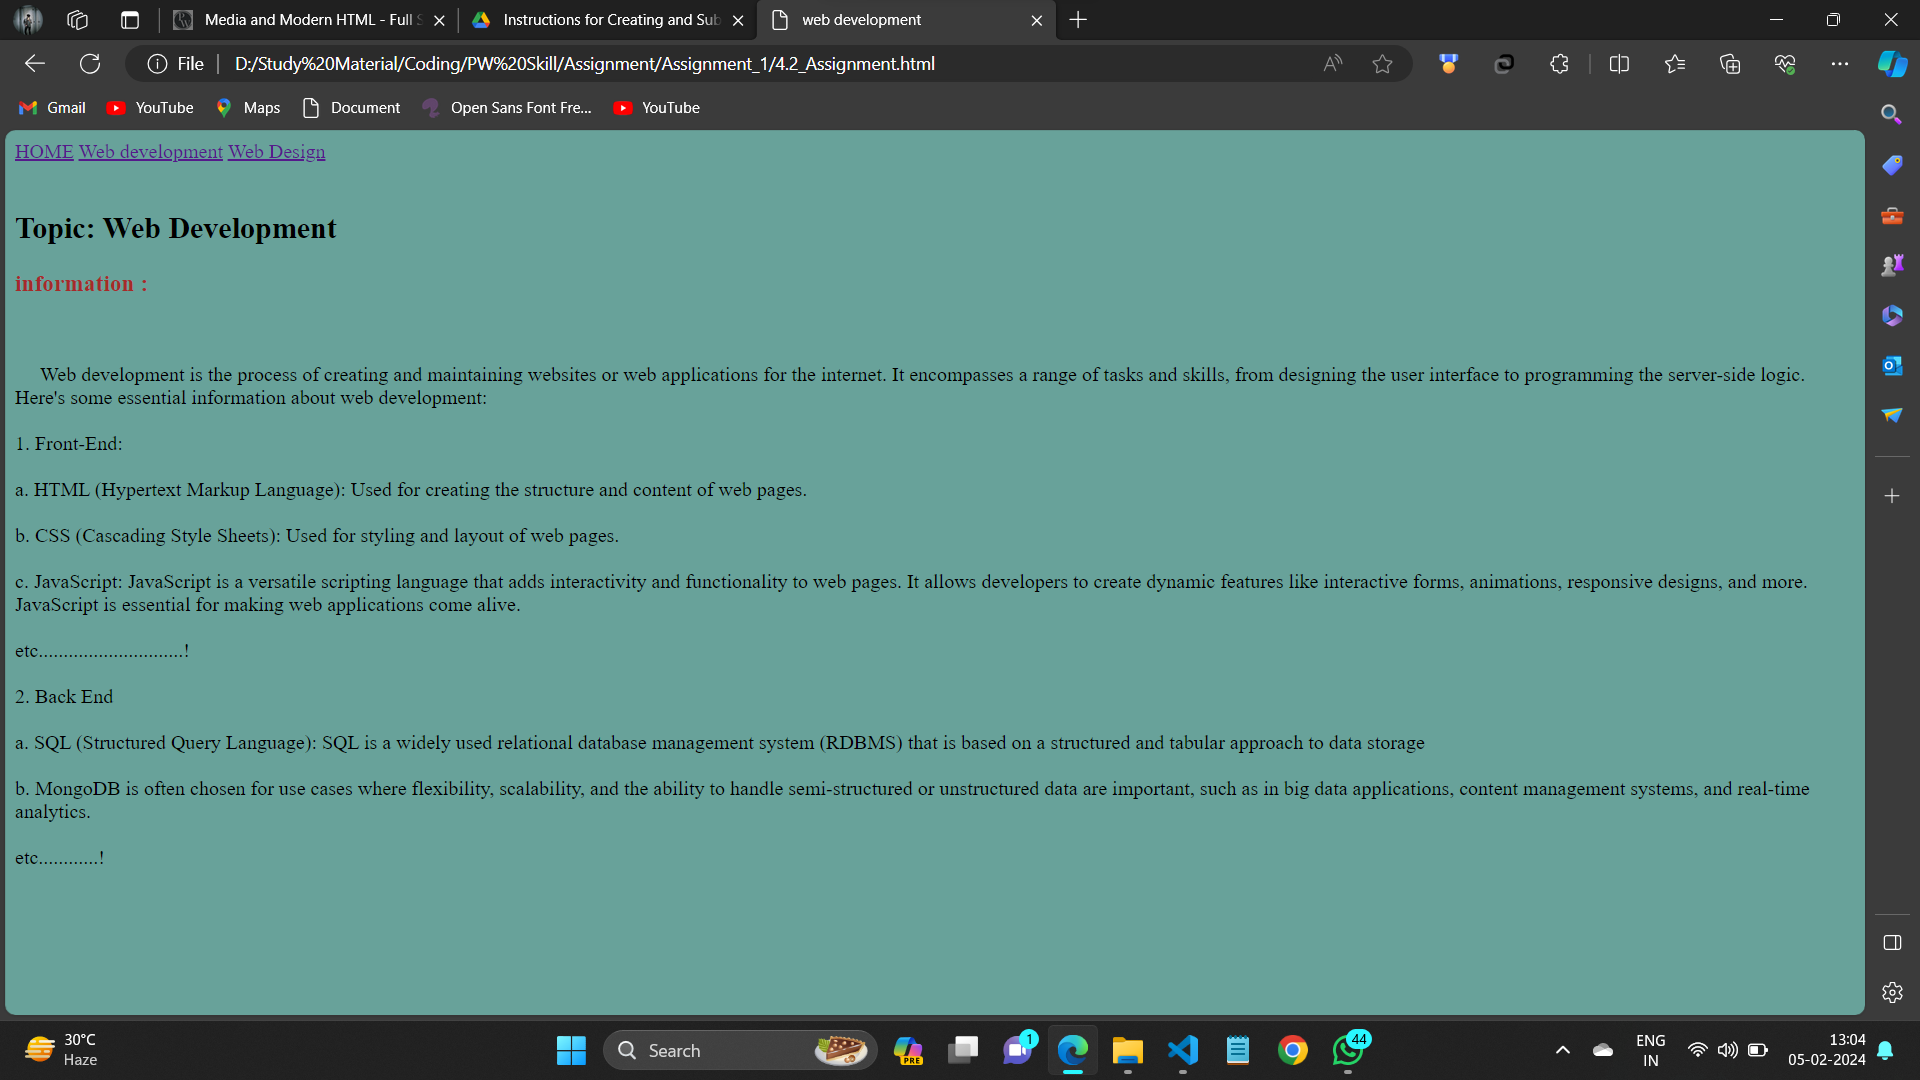 Media and Modern HTML - Full S
Instructions for Creating and Sub
web development
File
D:/Study%20Material/Coding/PW%20Skill/Assignment/Assignment_1/4.2_Assignment.html
Gmail YouTube Maps Document Open Sans Font Fre... YouTube
HOME Web development Web Design
Topic: Web Development
information :
Web development is the process of creating and maintaining websites or web applications for the internet. It encompasses a range of tasks and skills, from designing the user interface to programming the server-side logic.
Here's some essential information about web development:
1. Front-End:
a. HTML (Hypertext Markup Language): Used for creating the structure and content of web pages.
b. CSS (Cascading Style Sheets): Used for styling and layout of web pages.
c. JavaScript: JavaScript is a versatile scripting language that adds interactivity and functionality to web pages. It allows developers to create dynamic features like interactive forms, animations, responsive designs, and more.
JavaScript is essential for making web applications come alive.
etc.............................!
2. Back End
a. SQL (Structured Query Language): SQL is a widely used relational database management system (RDBMS) that is based on a structured and tabular approach to data storage
b. MongoDB is often chosen for use cases where flexibility, scalability, and the ability to handle semi-structured or unstructured data are important, such as in big data applications, content management systems, and real-time
analytics.
etc............!
30°C
Haze
Search
PRE
1
44
ENG
IN
13:04
05-02-2024